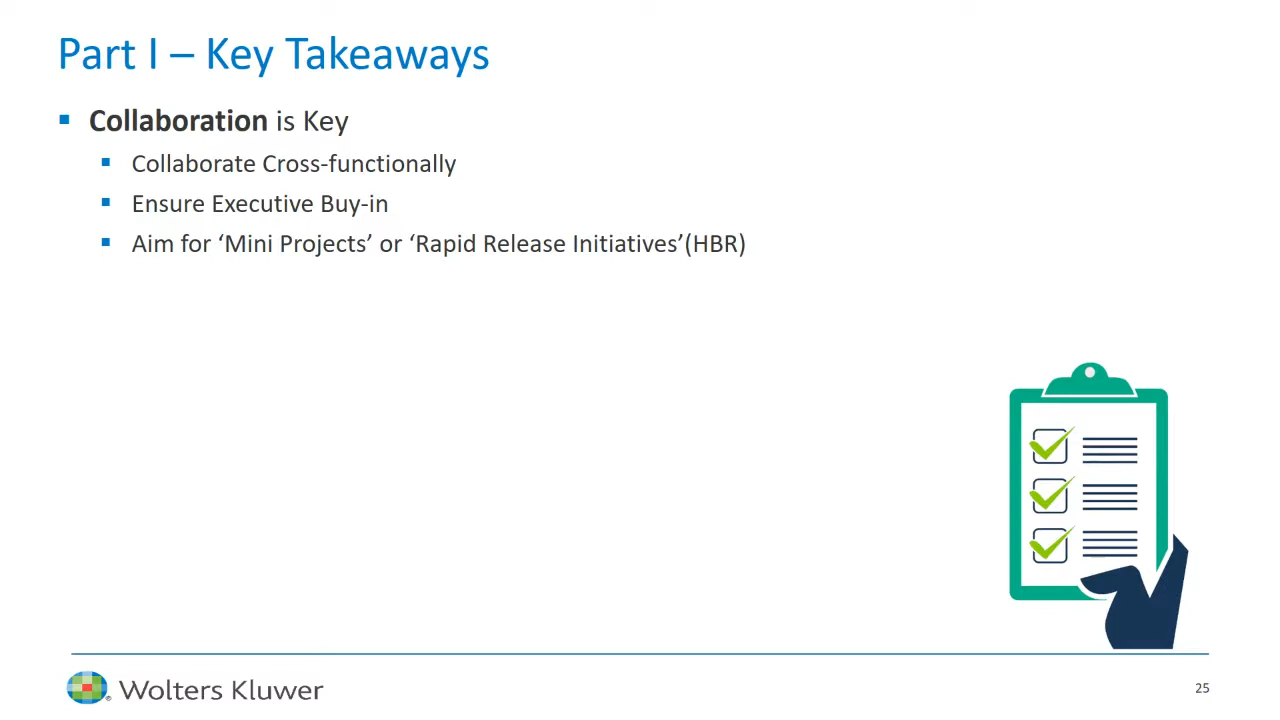 Part I – Key Takeaways
Collaboration is Key
Collaborate Cross-functionally
Ensure Executive Buy-in
Aim for ‘Mini Projects’ or ‘Rapid Release Initiatives’(HBR)
® Wolters Kluwer
25